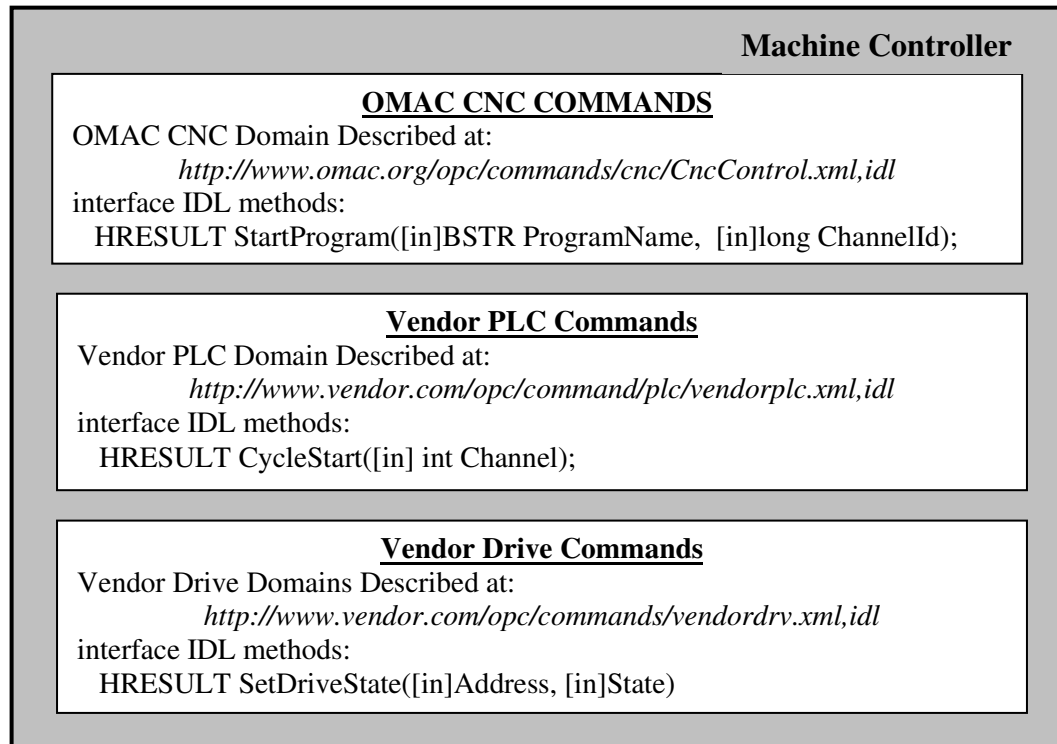 Machine Controller
OMAC CNC COMMANDS
OMAC CNC Domain Described at:
http://www.omac.org/opc/commands/cnc/CncControl.xml,idl
interface IDL methods:
HRESULT StartProgram([in]BSTR ProgramName, [in]long ChannelId);
Vendor PLC Commands
Vendor PLC Domain Described at:
http://www.vendor.com/opc/command/plc/vendorplc.xml,idl
interface IDL methods:
HRESULT CycleStart([in] int Channel);
Vendor Drive Commands
Vendor Drive Domains Described at:
http://www.vendor.com/opc/commands/vendordrv.xml,idl
interface IDL methods:
HRESULT SetDriveState([in]Address, [in]State)